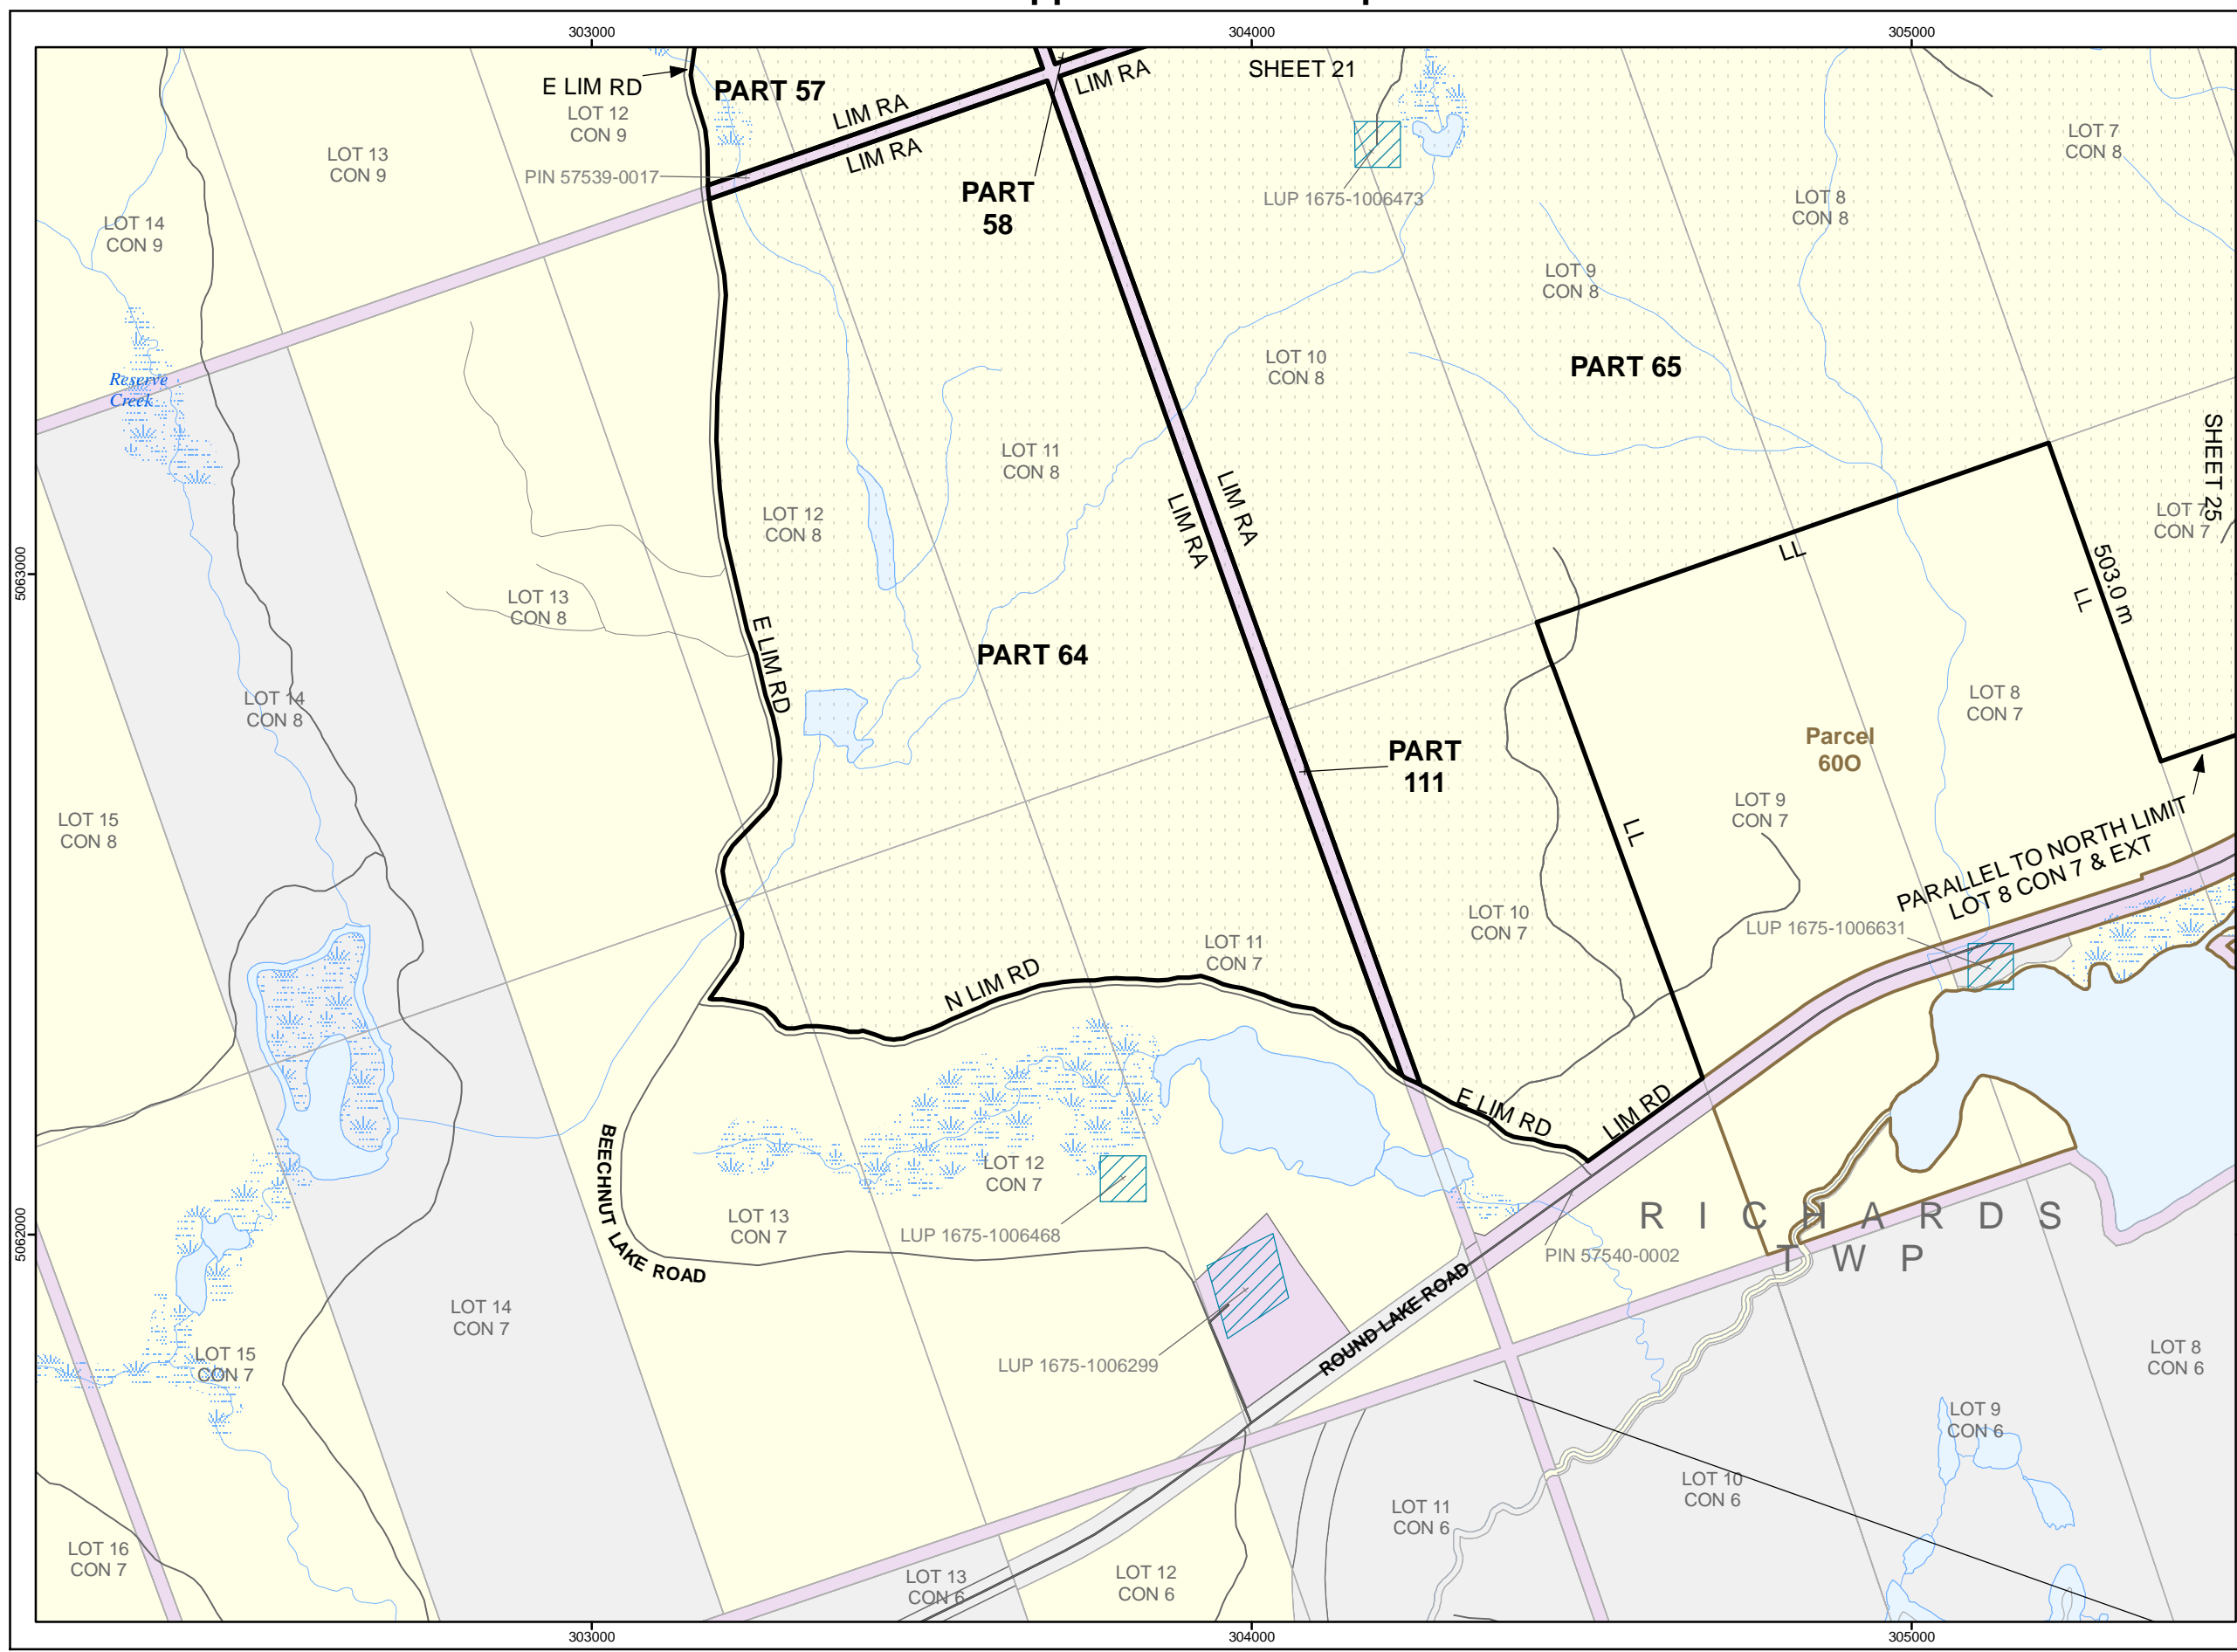 303000
304000
305000
E LIM RD
PART 57
LIM RA
LIM RA
LIM RA
SHEET 21
LOT 12
CON 9
LOT 13
CON 9
PIN 57539-0017
LOT 14
CON 9
PART
58
LUP 1675-1006473
LOT 7
CON 8
LOT 8
CON 8
LOT 9
CON 8
LOT 10
CON 8
PART 65
Reserve
Creek
LOT 11
CON 8
LOT 12
CON 8
LIM RA
LIM RA
SHEET 25
LOT 7
CON 7
LL
503.0 m
LL
5063000
LOT 13
CON 8
E LIM RD
PART 64
LOT 14
CON 8
LOT 8
CON 7
Parcel
60O
PART
111
LOT 15
CON 8
LOT 9
CON 7
LL
PARALLEL TO NORTH LIMIT
LOT 8 CON 7 & EXT
LOT 10
CON 7
LUP 1675-1006631
LOT 11
CON 7
N LIM RD
E LIM RD
LIM RD
BEECHNUT LAKE ROAD
LOT 12
CON 7
LOT 13
CON 7
LUP 1675-1006468
5062000
RICHARDS
TWP
PIN 57540-0002
ROUND LAKE ROAD
LUP 1675-1006299
LOT 14
CON 7
LOT 15
CON 7
LOT 8
CON 6
LOT 9
CON 6
LOT 10
CON 6
LOT 11
CON 6
LOT 16
CON 7
LOT 13
CON 6
LOT 12
CON 6
303000
304000
305000